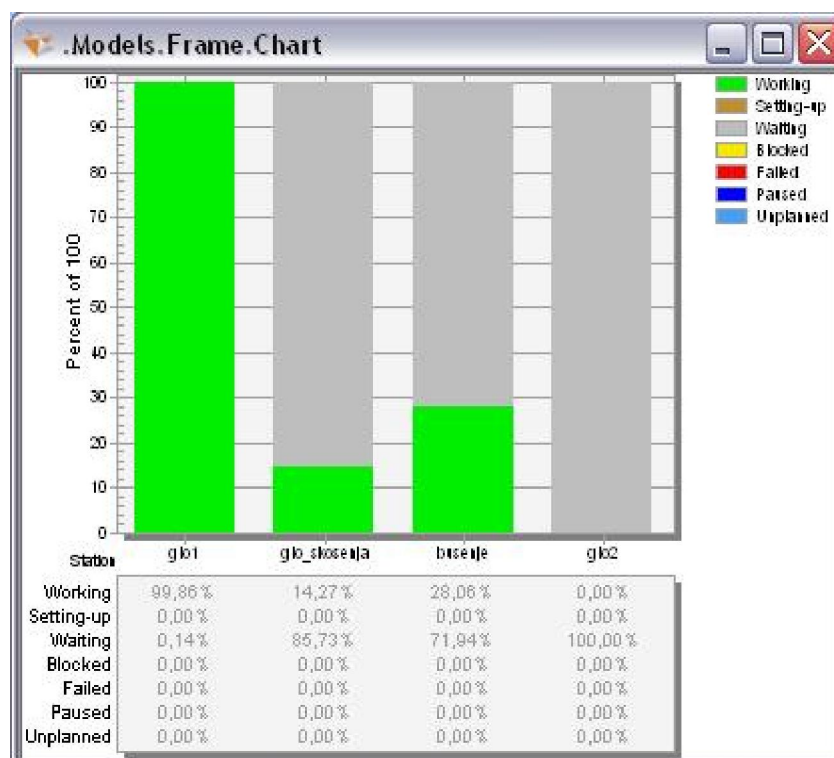 .Models.Frame.Chart
100
90
80
70
60
50
40
30
20
10
0
Percent of 100
Working
Setting-up
Waiting
Blocked
Failed
Paused
Unplanned
Station glo1 glo_skosenja busenje glo2
Working 99,86% 14,27% 28,06% 0,00%
Setting-up 0,00% 0,00% 0,00% 0,00%
Waiting 0,14% 85,73% 71,94% 100,00%
Blocked 0,00% 0,00% 0,00% 0,00%
Failed 0,00% 0,00% 0,00% 0,00%
Paused 0,00% 0,00% 0,00% 0,00%
Unplanned 0,00% 0,00% 0,00% 0,00%